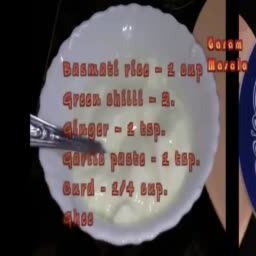 Basmati rice - 1 cup
Green chilli - 2.
Ginger - 1 tsp.
Garlic paste - 1 tsp.
Curd - 1/4 cup.
Ghee
Garam
Masala